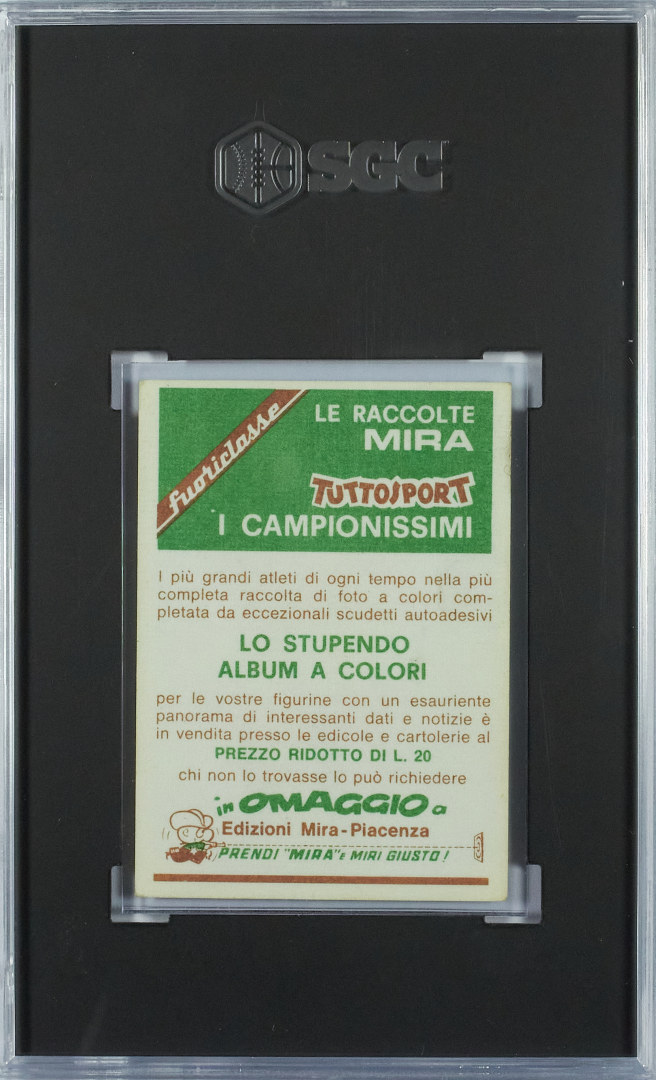 SGC
fuoriclasse
LE RACCOLTE
MIRA
TUTTOSPORT
I CAMPIONISSIMI
I più grandi atleti di ogni tempo nella più
completa raccolta di foto a colori com-
pletata da eccezionali scudetti autoadesivi
LO STUPENDO
ALBUM A COLORI
per le vostre figurine con un esauriente
panorama di interessanti dati e notizie è
in vendita presso le edicole e cartolerie al
PREZZO RIDOTTO DI L. 20
chi non lo trovasse lo può richiedere
in OMAGGIO a
Edizioni Mira-Piacenza
PRENDI "MIRA" E MIRI GIUSTO!